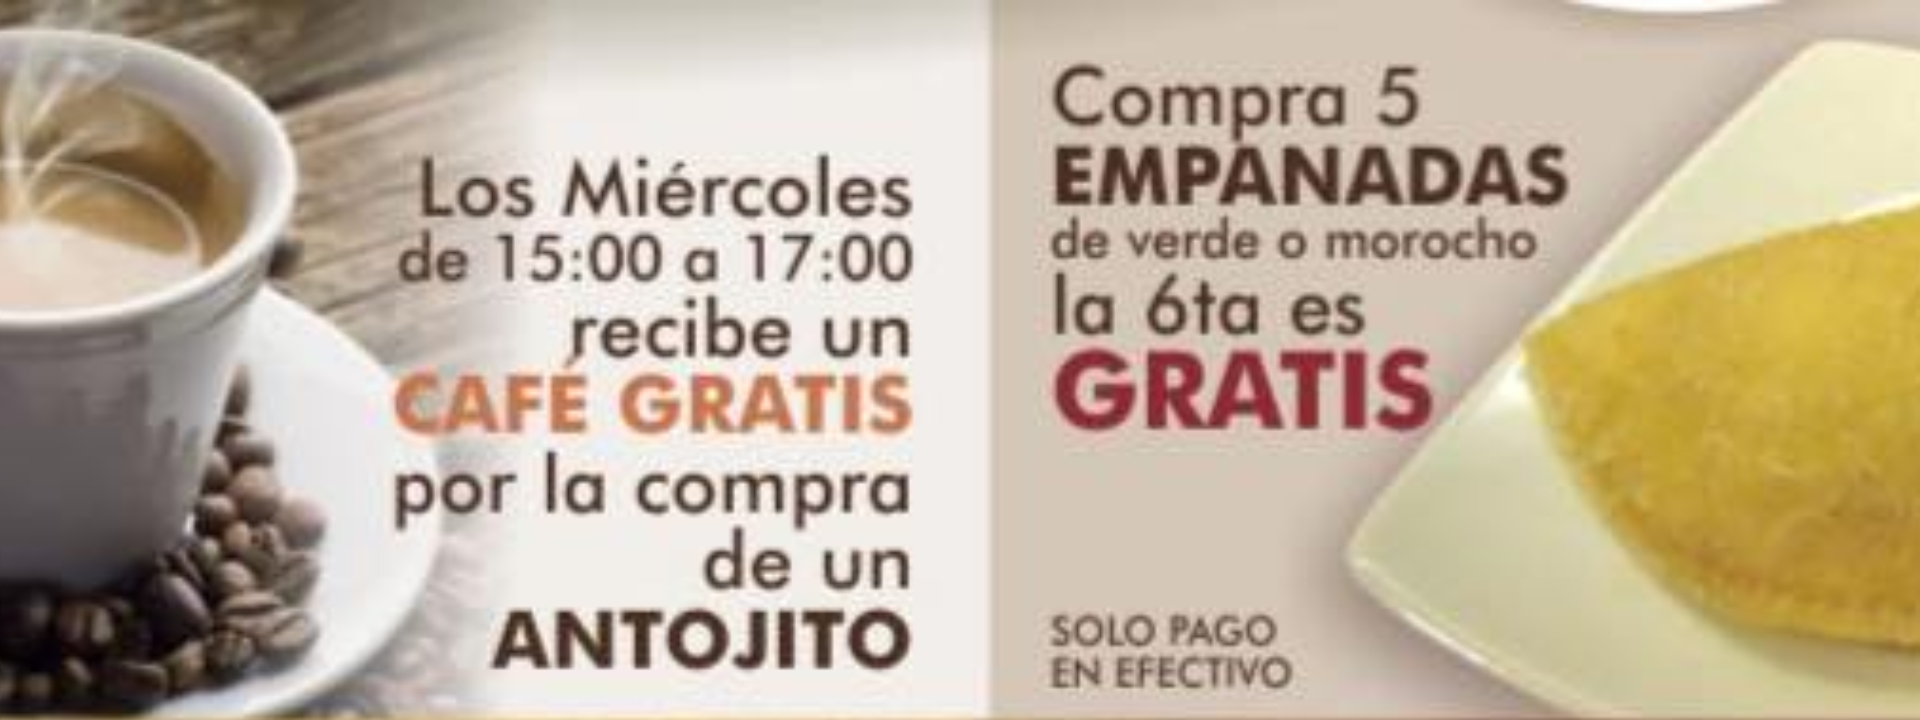 Los Miércoles
de 15:00 a 17:00
recibe un
CAFÉ GRATIS
por la compra
de un
ANTOJITO
Compra 5
EMPANADAS
de verde o morocho
la 6ta es
GRATIS
SOLO PAGO
EN EFECTIVO